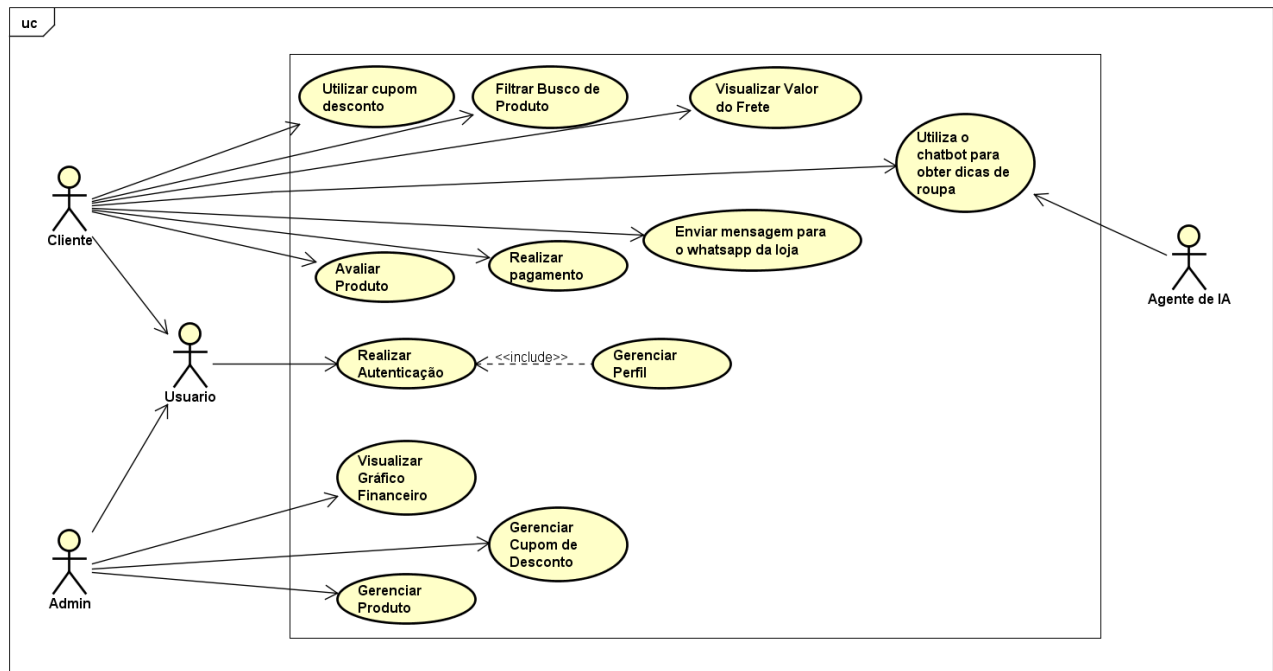 uc
Utilizar cupom
desconto
Filtrar Busco de
Produto
Visualizar Valor
do Frete
Utiliza o
chatbot para
obter dicas de
roupa
Cliente
Enviar mensagem para
o whatsapp da loja
Avaliar
Produto
Realizar
pagamento
Agente de IA
Usuario
Realizar
Autenticação
<<include>>
Gerenciar
Perfil
Visualizar
Gráfico
Financeiro
Gerenciar
Cupom de
Desconto
Admin
Gerenciar
Produto